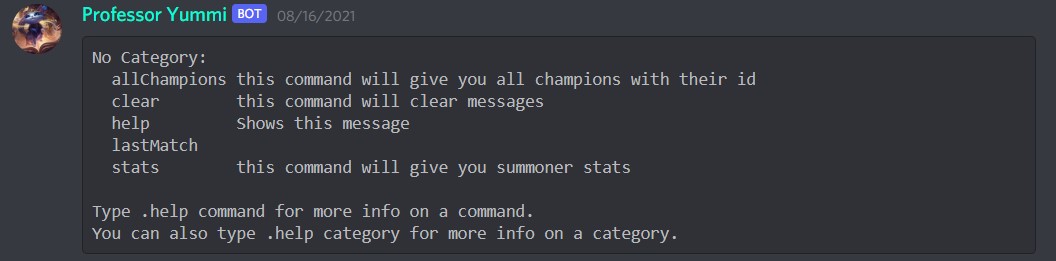 Professor Yummi BOT 08/16/2021
No Category:
allChampions this command will give you all champions with their id
clear this command will clear messages
help Shows this message
lastMatch
stats this command will give you summoner stats
Type .help command for more info on a command.
You can also type .help category for more info on a category.